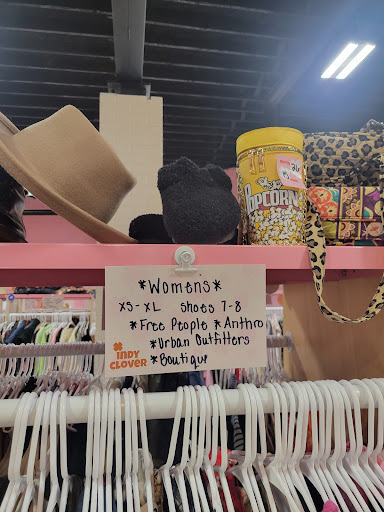 POPCORN
*Womens*
XS-XL Shoes 7-8
*Free People *Anthro
*Urban Outfitters
*Boutique
INDY
CLOVER